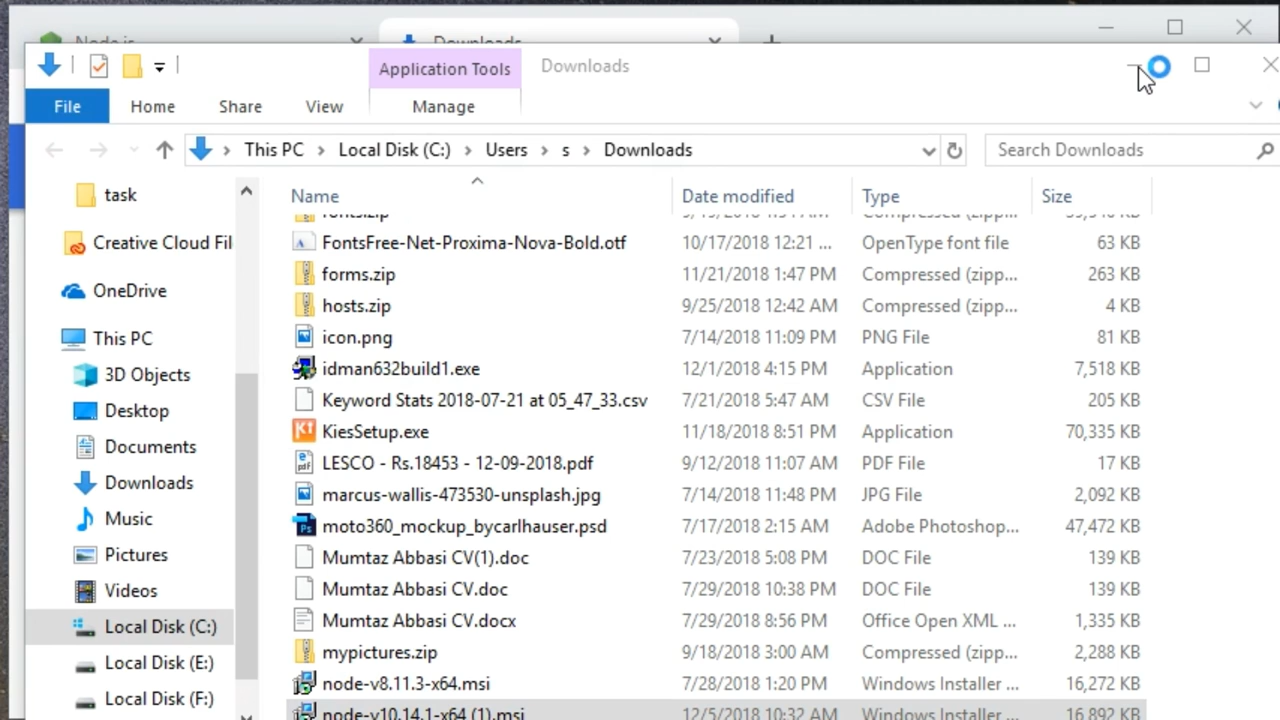 Node.js
Downloads
Application Tools
Downloads
File
Home
Share
View
Manage
This PC
Local Disk (C:)
Users
s
Downloads
Search Downloads
Name
Date modified
Type
Size
task
Creative Cloud Fil
OneDrive
This PC
3D Objects
Desktop
Documents
Downloads
Music
Pictures
Videos
Local Disk (C:)
Local Disk (E:)
Local Disk (F:)
fonts.zip Compressed (zipp...
FontsFree-Net-Proxima-Nova-Bold.otf 10/17/2018 12:21 ... OpenType font file 63 KB
forms.zip 11/21/2018 1:47 PM Compressed (zipp... 263 KB
hosts.zip 9/25/2018 12:42 AM Compressed (zipp... 4 KB
icon.png 7/14/2018 11:09 PM PNG File 81 KB
idman632build1.exe 12/1/2018 4:15 PM Application 7,518 KB
Keyword Stats 2018-07-21 at 05_47_33.csv 7/21/2018 5:47 AM CSV File 205 KB
KiesSetup.exe 11/18/2018 8:51 PM Application 70,335 KB
LESCO - Rs.18453 - 12-09-2018.pdf 9/12/2018 11:07 AM PDF File 17 KB
marcus-wallis-473530-unsplash.jpg 7/14/2018 11:48 PM JPG File 2,092 KB
moto360_mockup_bycarlhauser.psd 7/17/2018 2:15 AM Adobe Photoshop... 47,472 KB
Mumtaz Abbasi CV(1).doc 7/23/2018 5:08 PM DOC File 139 KB
Mumtaz Abbasi CV.doc 7/29/2018 10:38 PM DOC File 139 KB
Mumtaz Abbasi CV.docx 7/29/2018 8:56 PM Office Open XML ... 1,335 KB
mypictures.zip 9/18/2018 3:00 AM Compressed (zipp... 2,288 KB
node-v8.11.3-x64.msi 7/28/2018 1:20 PM Windows Installer ... 16,272 KB
node-v10.14.1-x64 (1).msi 12/5/2018 10:32 AM Windows Installer ... 16,892 KB